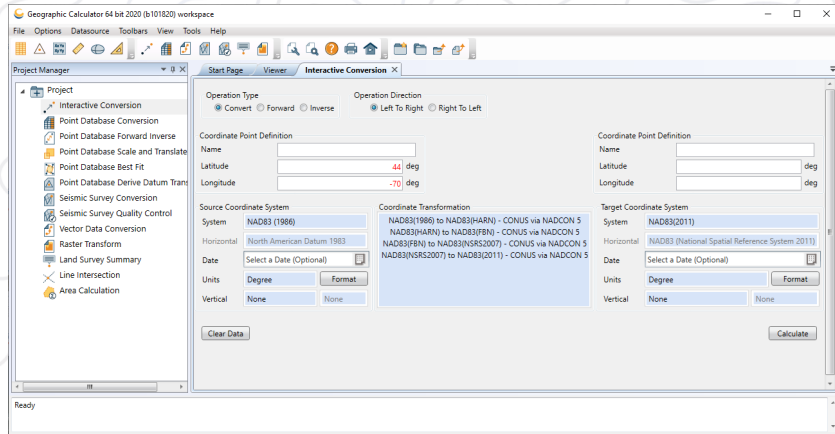 Geographic Calculator 64 bit 2020 (b101820) workspace
File Options Datasource Toolbars View Tools Help
Project Manager
Start Page Viewer Interactive Conversion
Project
Interactive Conversion
Point Database Conversion
Point Database Forward Inverse
Point Database Scale and Translate
Point Database Best Fit
Point Database Derive Datum Trans
Seismic Survey Conversion
Seismic Survey Quality Control
Vector Data Conversion
Raster Transform
Land Survey Summary
Line Intersection
Area Calculation
Operation Type Operation Direction
Convert Forward Inverse Left To Right Right To Left
Coordinate Point Definition Coordinate Point Definition
Name Name
Latitude 44 deg Latitude deg
Longitude -70 deg Longitude deg
Source Coordinate System Coordinate Transformation Target Coordinate System
System NAD83 (1986) NAD83(1986) to NAD83(HARN) - CONUS via NADCON 5 System NAD83(2011)
NAD83(HARN) to NAD83(FBN) - CONUS via NADCON 5
Horizontal North American Datum 1983 NAD83(FBN) to NAD83(NSRS2007) - CONUS via NADCON 5 Horizontal NAD83 (National Spatial Reference System 2011)
NAD83(NSRS2007) to NAD83(2011) - CONUS via NADCON 5
Date Select a Date (Optional) Date Select a Date (Optional)
Units Degree Format Units Degree Format
Vertical None None Vertical None None
Clear Data Calculate
Ready